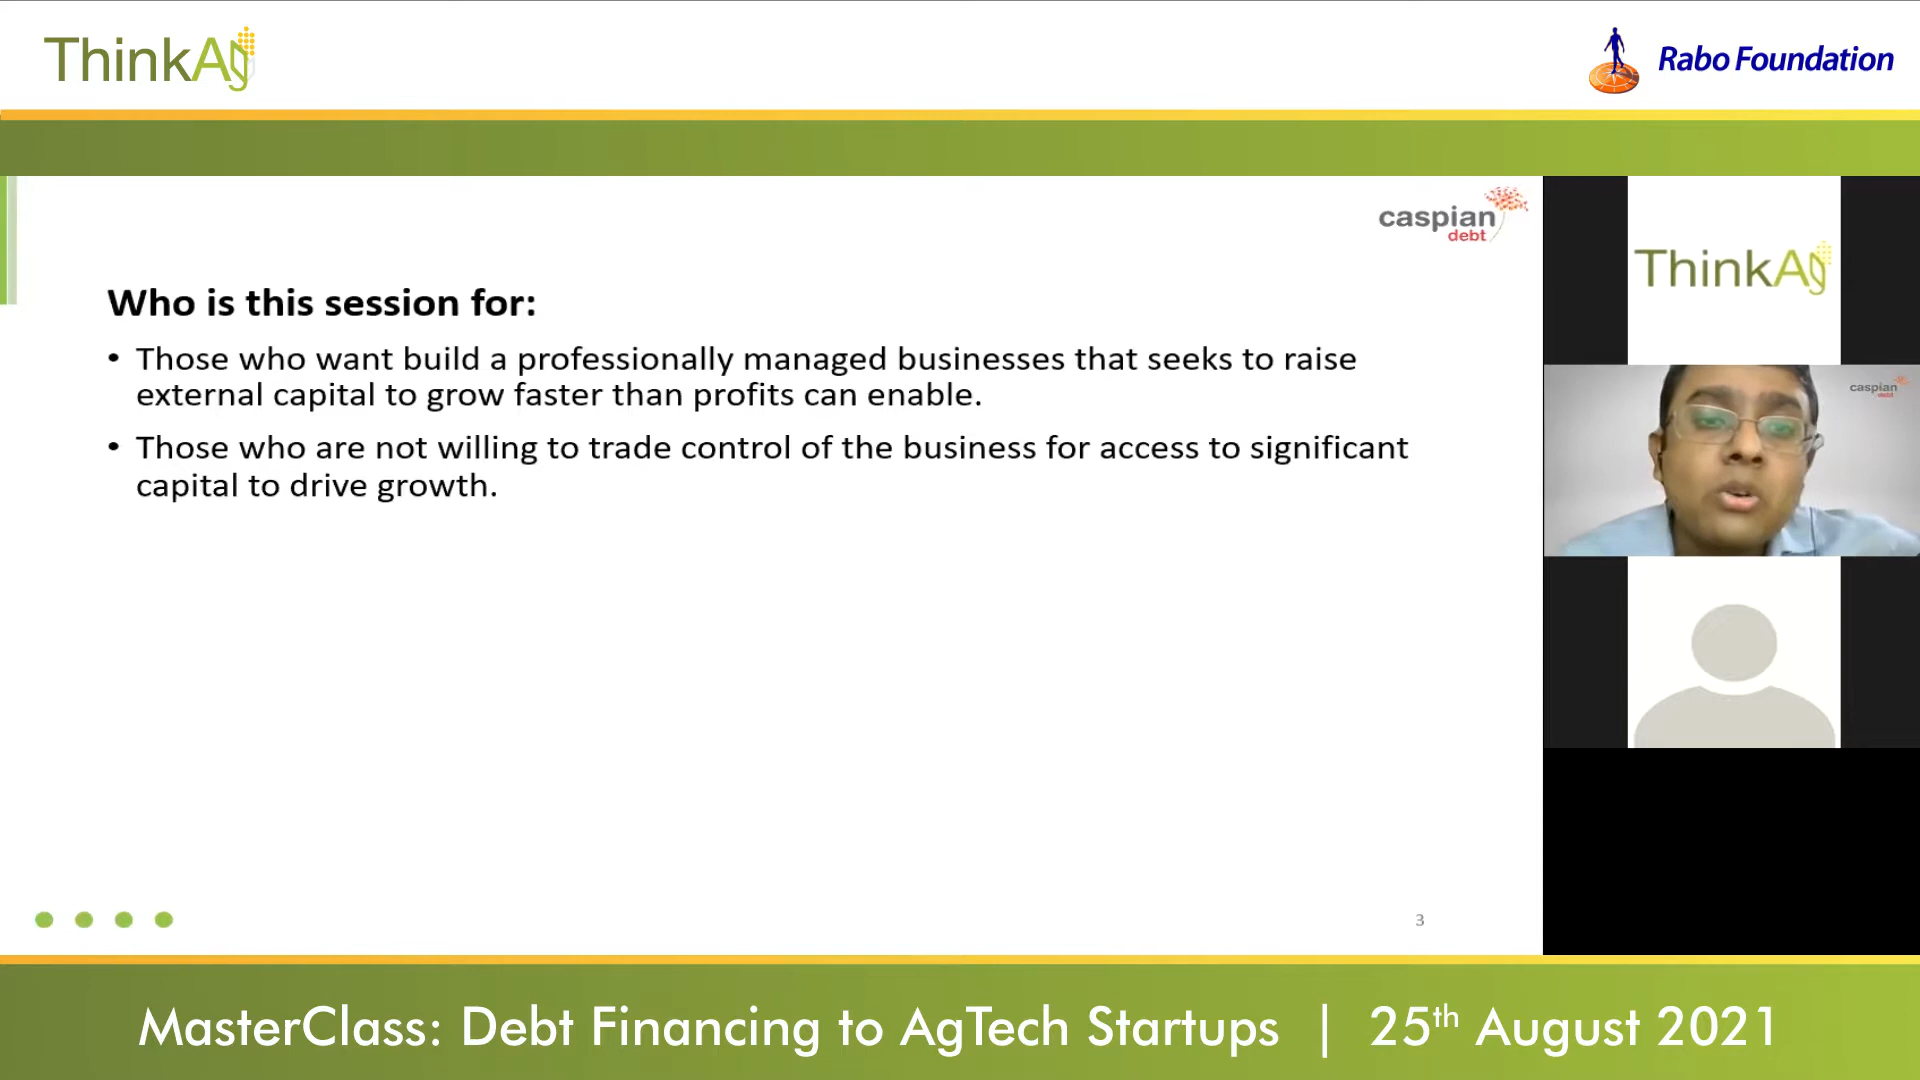 ThinkAg
Rabo Foundation
caspian
debt
Who is this session for:
• Those who want build a professionally managed businesses that seeks to raise
external capital to grow faster than profits can enable.
• Those who are not willing to trade control of the business for access to significant
capital to drive growth.
3
ThinkAg
caspian
debt
MasterClass: Debt Financing to AgTech Startups | 25th August 2021